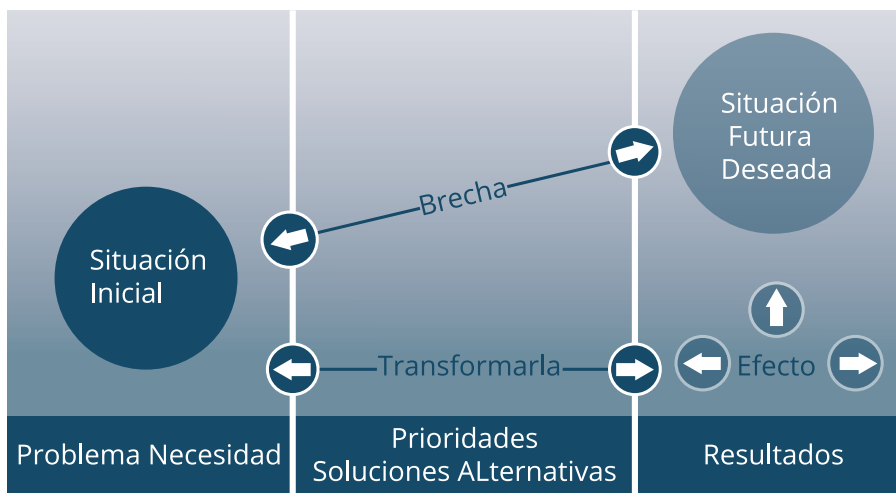 Situación
Inicial
Brecha
Transformarla
Situación
Futura
Deseada
Efecto
Problema Necesidad
Prioridades
Soluciones ALternativas
Resultados